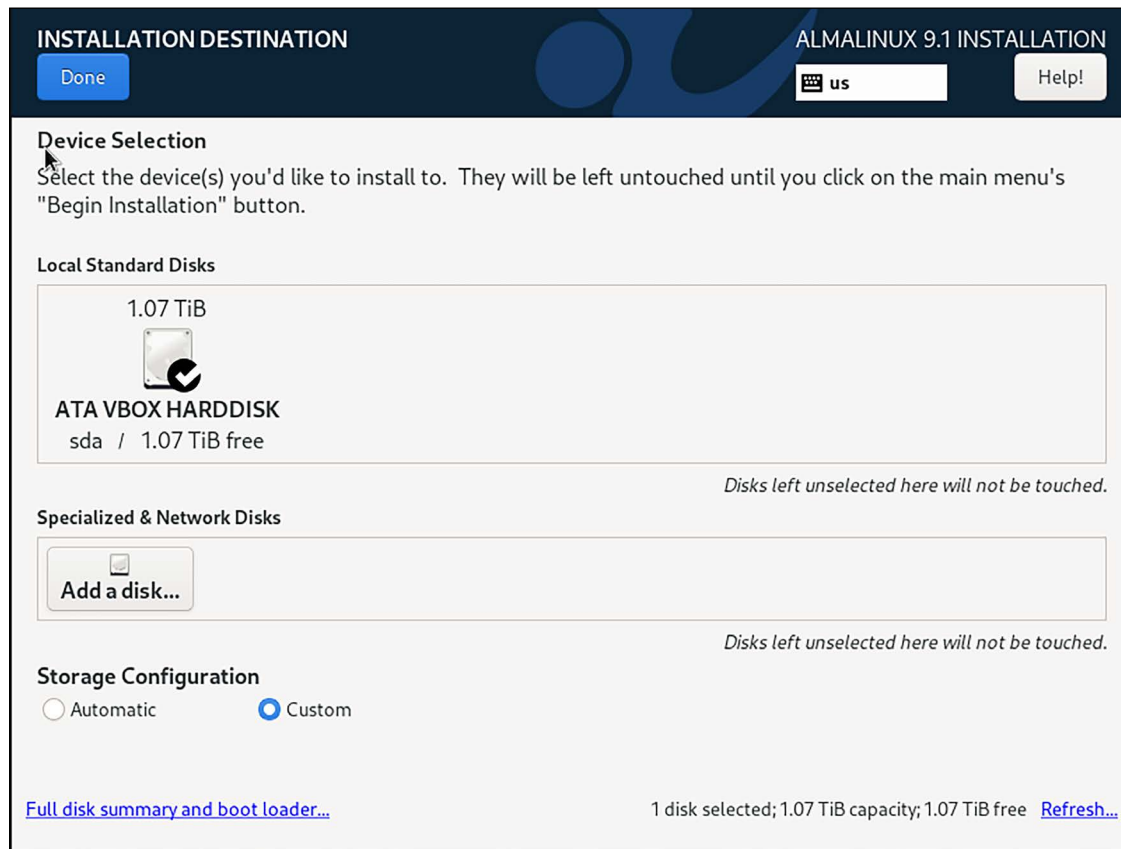 INSTALLATION DESTINATION
ALMALINUX 9.1 INSTALLATION
Done
us
Help!
Device Selection
Select the device(s) you'd like to install to. They will be left untouched until you click on the main menu's
"Begin Installation" button.
Local Standard Disks
1.07 TiB
ATA VBOX HARDDISK
sda / 1.07 TiB free
Disks left unselected here will not be touched.
Specialized & Network Disks
Add a disk...
Disks left unselected here will not be touched.
Storage Configuration
Automatic
Custom
Full disk summary and boot loader...
1 disk selected; 1.07 TiB capacity; 1.07 TiB free Refresh...